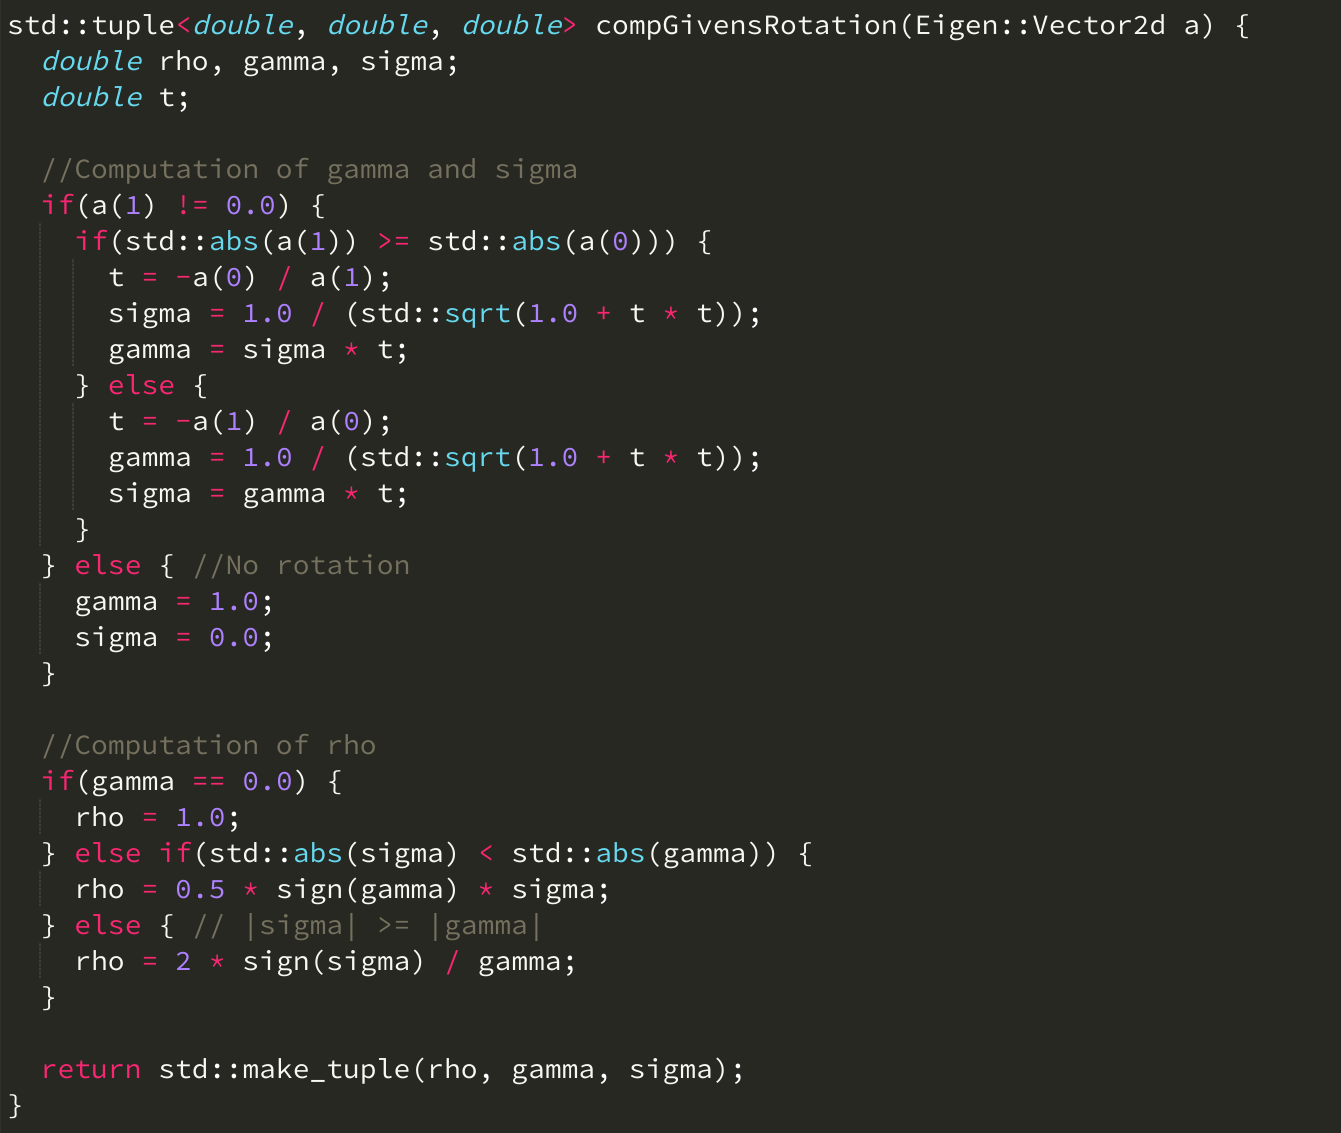 std::tuple<double, double, double> compGivensRotation(Eigen::Vector2d a) {
  double rho, gamma, sigma;
  double t;

  //Computation of gamma and sigma
  if(a(1) != 0.0) {
    if(std::abs(a(1)) >= std::abs(a(0))) {
      t = -a(0) / a(1);
      sigma = 1.0 / (std::sqrt(1.0 + t * t));
      gamma = sigma * t;
    } else {
      t = -a(1) / a(0);
      gamma = 1.0 / (std::sqrt(1.0 + t * t));
      sigma = gamma * t;
    }
  } else { //No rotation
    gamma = 1.0;
    sigma = 0.0;
  }

  //Computation of rho
  if(gamma == 0.0) {
    rho = 1.0;
  } else if(std::abs(sigma) < std::abs(gamma)) {
    rho = 0.5 * sign(gamma) * sigma;
  } else { // |sigma| >= |gamma|
    rho = 2 * sign(sigma) / gamma;
  }

  return std::make_tuple(rho, gamma, sigma);
}